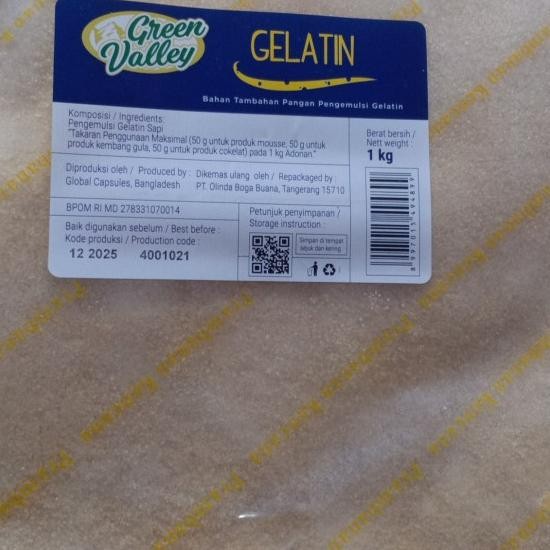 Green
Valley
GELATIN
Bahan Tambahan Pangan Pengemulsi Gelatin
Komposisi / Ingredients:
Pengemulsi Gelatin Sapi
"Takaran Penggunaan Maksimal (50 g untuk produk mousse, 50 g untuk
produk kembang gula, 50 g untuk produk cokelat) pada 1 kg Adonan."
Berat bersih /
Nett weight :
1 kg
Diproduksi oleh / Produced by :
Global Capsules, Bangladesh
Dikemas ulang oleh / Repackaged by :
PT. Olinda Boga Buana, Tangerang 15710
BPOM RI MD 278331070014
Baik digunakan sebelum / Best before :
Kode produksi / Production code :
12 2025 4001021
Petunjuk penyimpanan /
Storage instruction :
Simpan di tempat
sejuk dan kering
8997013494899